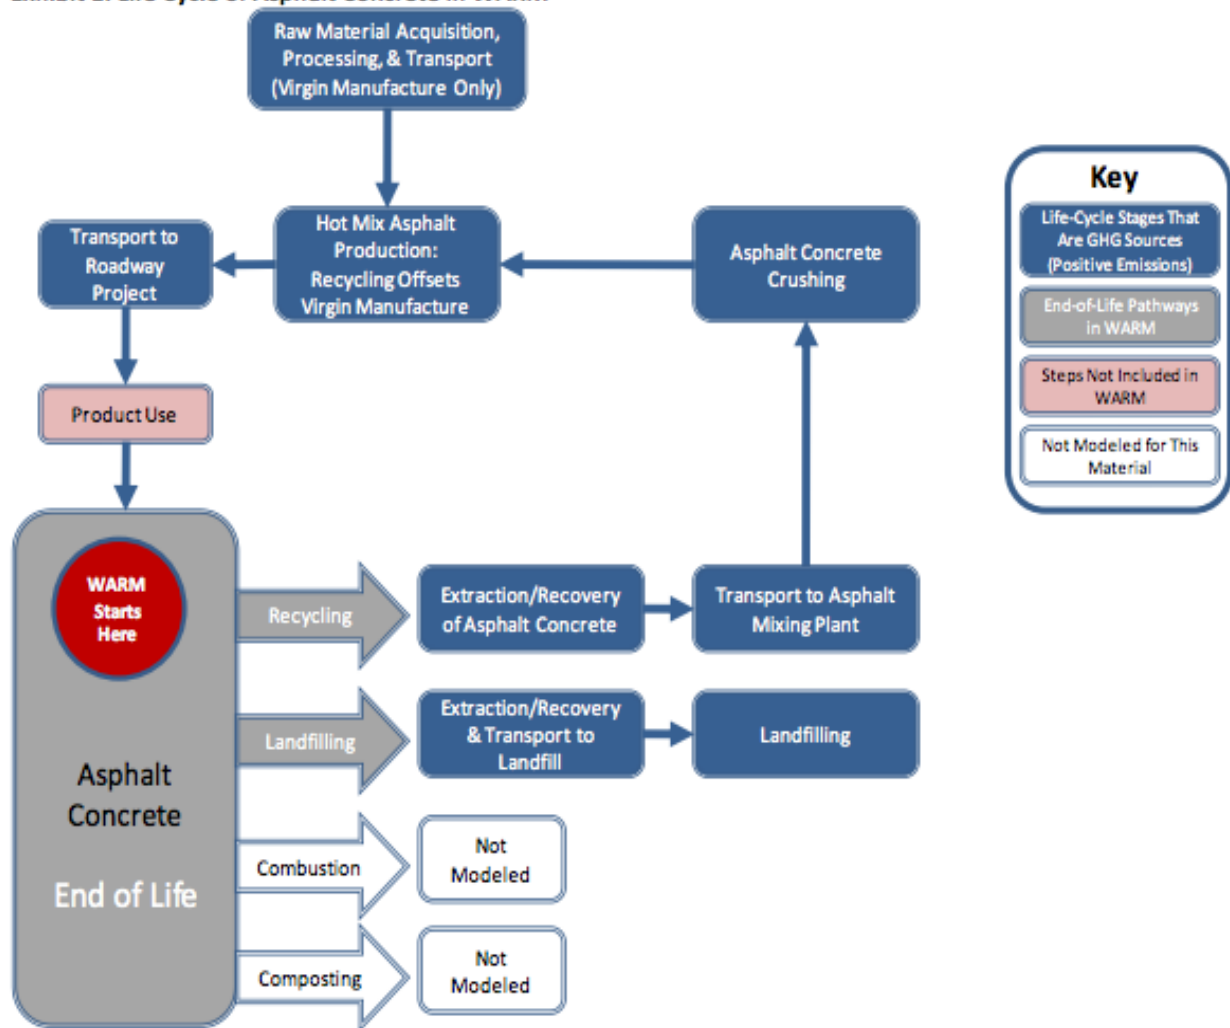 Raw Material Acquisition,
Processing, & Transport
(Virgin Manufacture Only)
Transport to
Roadway
Project
Hot Mix Asphalt
Production:
Recycling Offsets
Virgin Manufacture
Asphalt Concrete
Crushing
Product Use
WARM
Starts
Here
Asphalt
Concrete
End of Life
Recycling
Extraction/Recovery
of Asphalt Concrete
Transport to Asphalt
Mixing Plant
Landfilling
Extraction/Recovery
& Transport to
Landfill
Landfilling
Combustion
Not
Modeled
Composting
Not
Modeled
Key
Life-Cycle Stages That
Are GHG Sources
(Positive Emissions)
End-of-Life Pathways
in WARM
Steps Not Included in
WARM
Not Modeled for This
Material